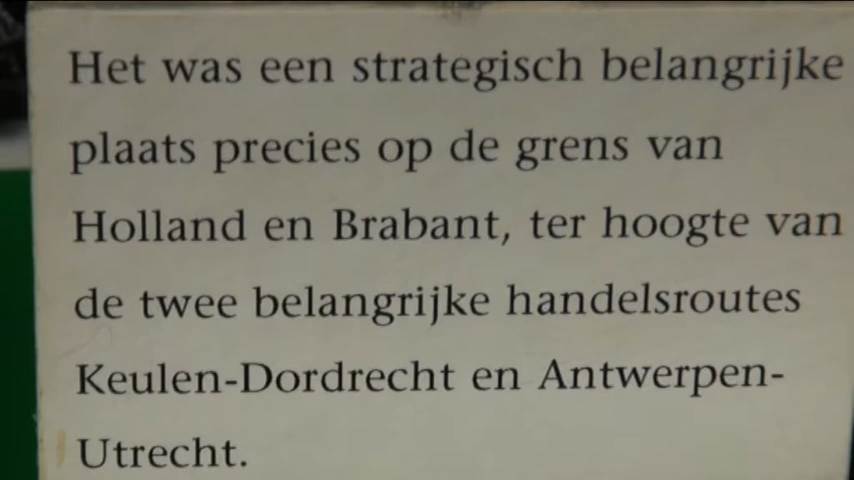 Het was een strategisch belangrijke
plaats precies op de grens van
Holland en Brabant, ter hoogte van
de twee belangrijke handelsroutes
Keulen-Dordrecht en Antwerpen-
Utrecht.